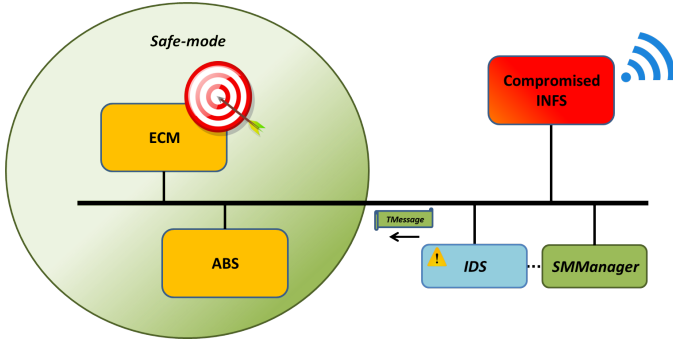 Safe-mode
Compromised
INFS
ECM
TMessage
ABS
!
IDS
SMManager